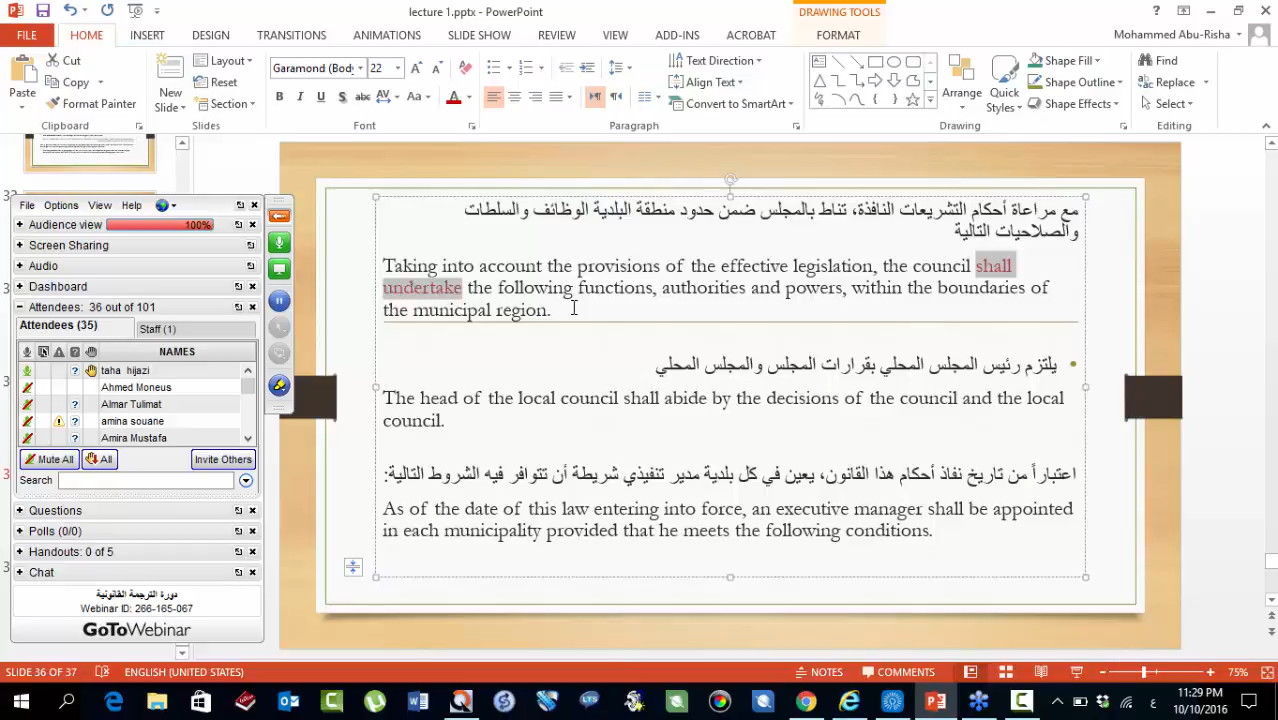 lecture 1.pptx - PowerPoint
DRAWING TOOLS
FILE HOME INSERT DESIGN TRANSITIONS ANIMATIONS SLIDE SHOW REVIEW VIEW ADD-INS ACROBAT FORMAT
Mohammed Abu-Risha
Paste
Cut
Copy
Format Painter
Clipboard
New Slide
Layout
Reset
Section
Slides
Garamond (Body 22
Font
Text Direction
Align Text
Convert to SmartArt
Paragraph
Arrange
Quick Styles
Shape Fill
Shape Outline
Shape Effects
Drawing
Find
Replace
Select
Editing
File Options View Help
Audience view 100%
Screen Sharing
Audio
Dashboard
Attendees: 36 out of 101
Attendees (35) Staff (1)
NAMES
taha hijazi
Ahmed Moneus
Almar Tulimat
amina souane
Amira Mustafa
Mute All All Invite Others
Search
Questions
Polls (0/0)
Handouts: 0 of 5
Chat
دورة الترجمة القانونية
Webinar ID: 266-165-067
GoToWebinar
مع مراعاة أحكام التشريعات النافذة، تناط بالمجلس ضمن حدود منطقة البلدية الوظائف والسلطات
والصلاحيات التالية
Taking into account the provisions of the effective legislation, the council shall
undertake the following functions, authorities and powers, within the boundaries of
the municipal region.
يلتزم رئيس المجلس المحلي بقرارات المجلس والمجلس المحلي
The head of the local council shall abide by the decisions of the council and the local
council.
اعتباراً من تاريخ نفاذ أحكام هذا القانون، يعين في كل بلدية مدير تنفيذي شريطة أن تتوافر فيه الشروط التالية:
As of the date of this law entering into force, an executive manager shall be appointed
in each municipality provided that he meets the following conditions.
SLIDE 36 OF 37 ENGLISH (UNITED STATES) NOTES COMMENTS 75%
11:29 PM
10/10/2016